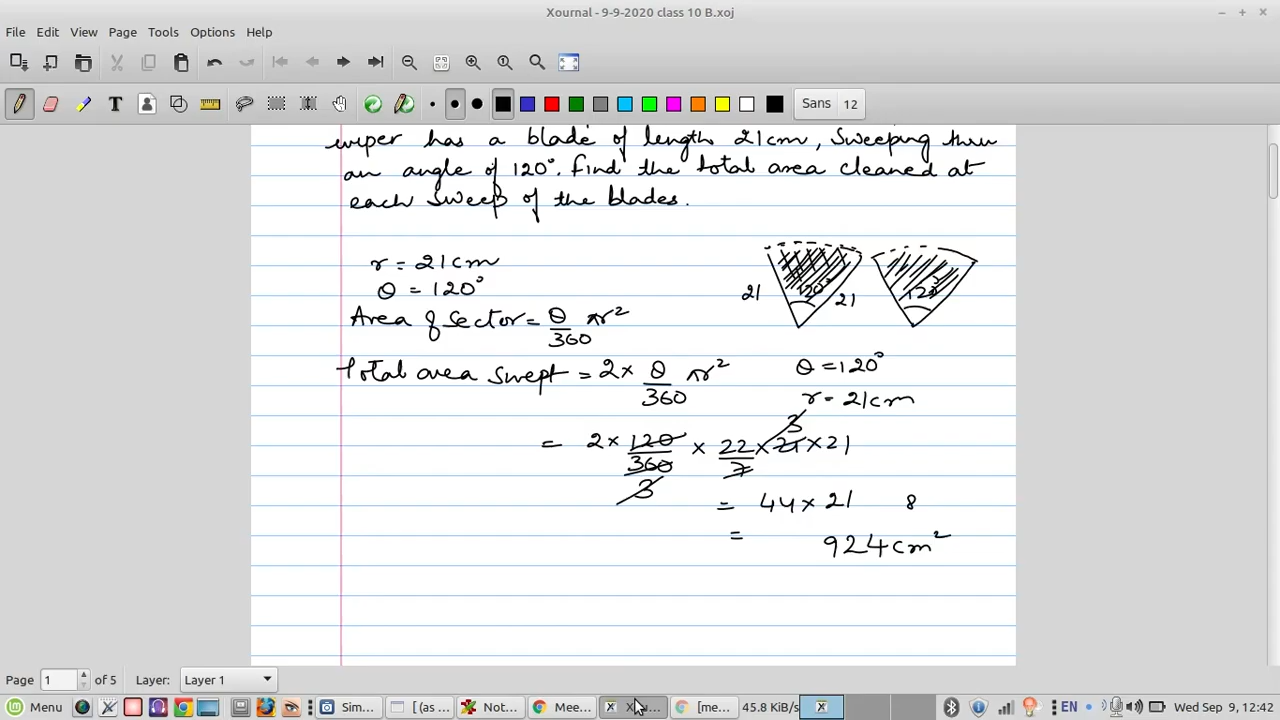 Xournal - 9-9-2020 class 10 B.xoj
File Edit View Page Tools Options Help
Sans 12
wiper has a blade of length 21cm, Sweeping thru
an angle of 120°. Find the total area cleaned at
each sweep of the blades.
r = 21cm
θ = 120°
21 120° 21 120°
Area of sector = θ/360 πr²
Total area swept = 2 × θ/360 πr²
θ = 120°
r = 21cm
= 2 × 120/360 × 22/7 × 21 × 21
3
3
= 44 × 21 8
= 924cm²
Page 1 of 5 Layer: Layer 1
Menu Sim... [ (as ... Not... Mee... [me... 45.8 KiB/s EN Wed Sep 9, 12:42